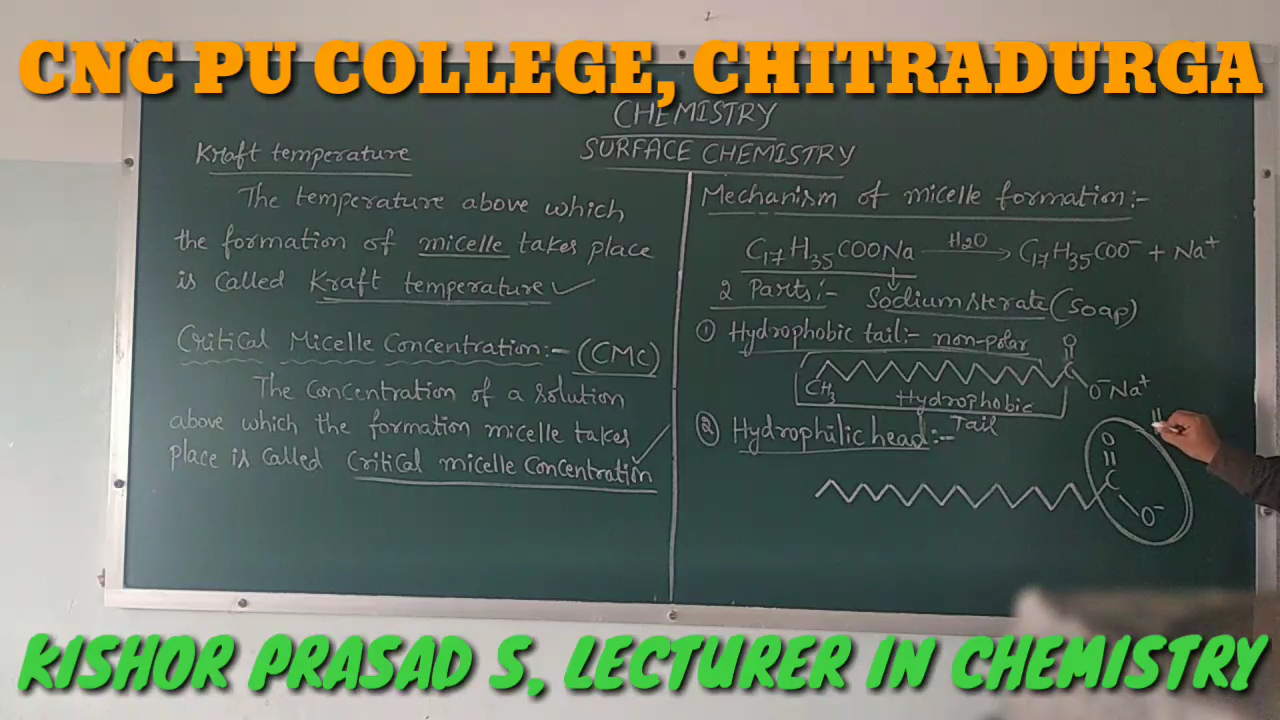 CNC PU COLLEGE, CHITRADURGA
CHEMISTRY
SURFACE CHEMISTRY
Kraft temperature
The temperature above which
the formation of micelle takes place
is called Kraft temperature ✓
Critical Micelle Concentration:- (CMC)
The concentration of a solution
above which the formation micelle takes
place is called critical micelle concentration ✓
Mechanism of micelle formation:-
C₁₇H₃₅COONa —H₂O→ C₁₇H₃₅COO⁻ + Na⁺
2 Parts:- Sodium sterate (soap)
① Hydrophobic tail:- non-polar
O
C
CH₃ O⁻Na⁺
Hydrophobic
Tail
② Hydrophilic head:-
H
O
C
O⁻
KISHOR PRASAD S, LECTURER IN CHEMISTRY